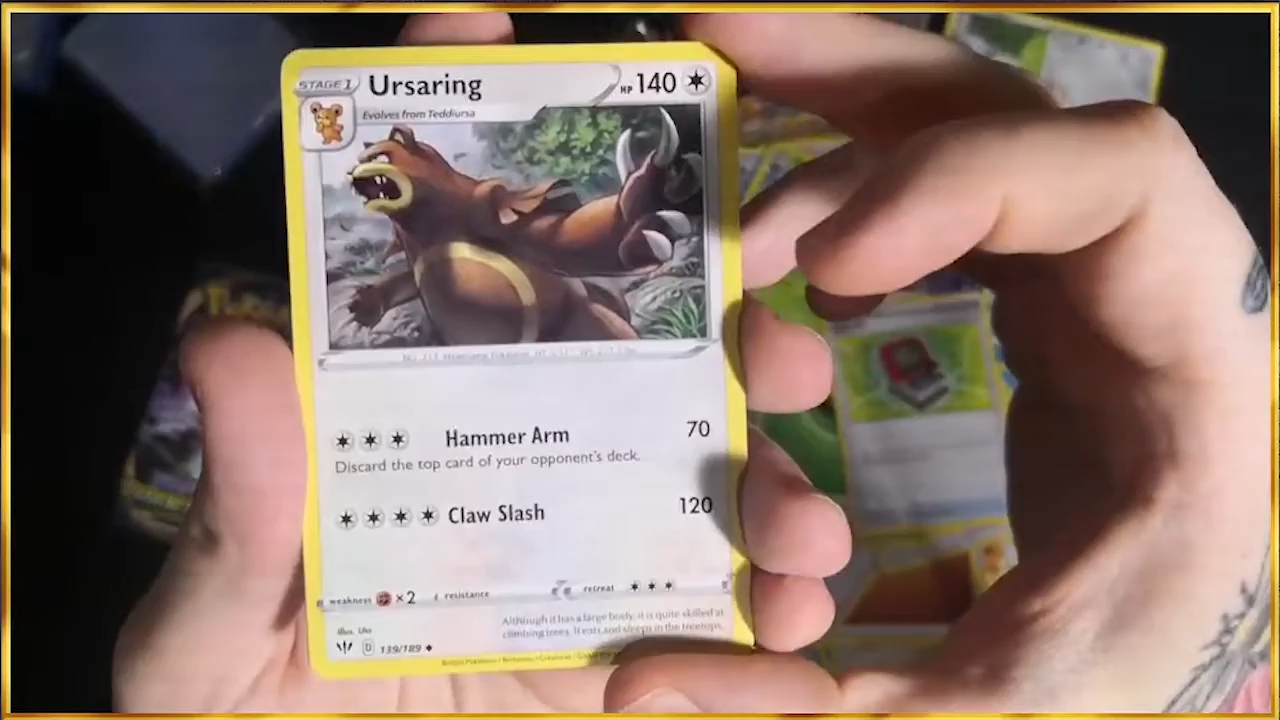 STAGE 1
Ursaring
HP 140
Evolves from Teddiursa
Hammer Arm 70
Discard the top card of your opponent's deck.
Claw Slash 120
weakness ×2 resistance retreat
Although it has a large body, it is quite skilled at
climbing trees. It eats and sleeps in the treetops.
Illus. Uta
D 139/189